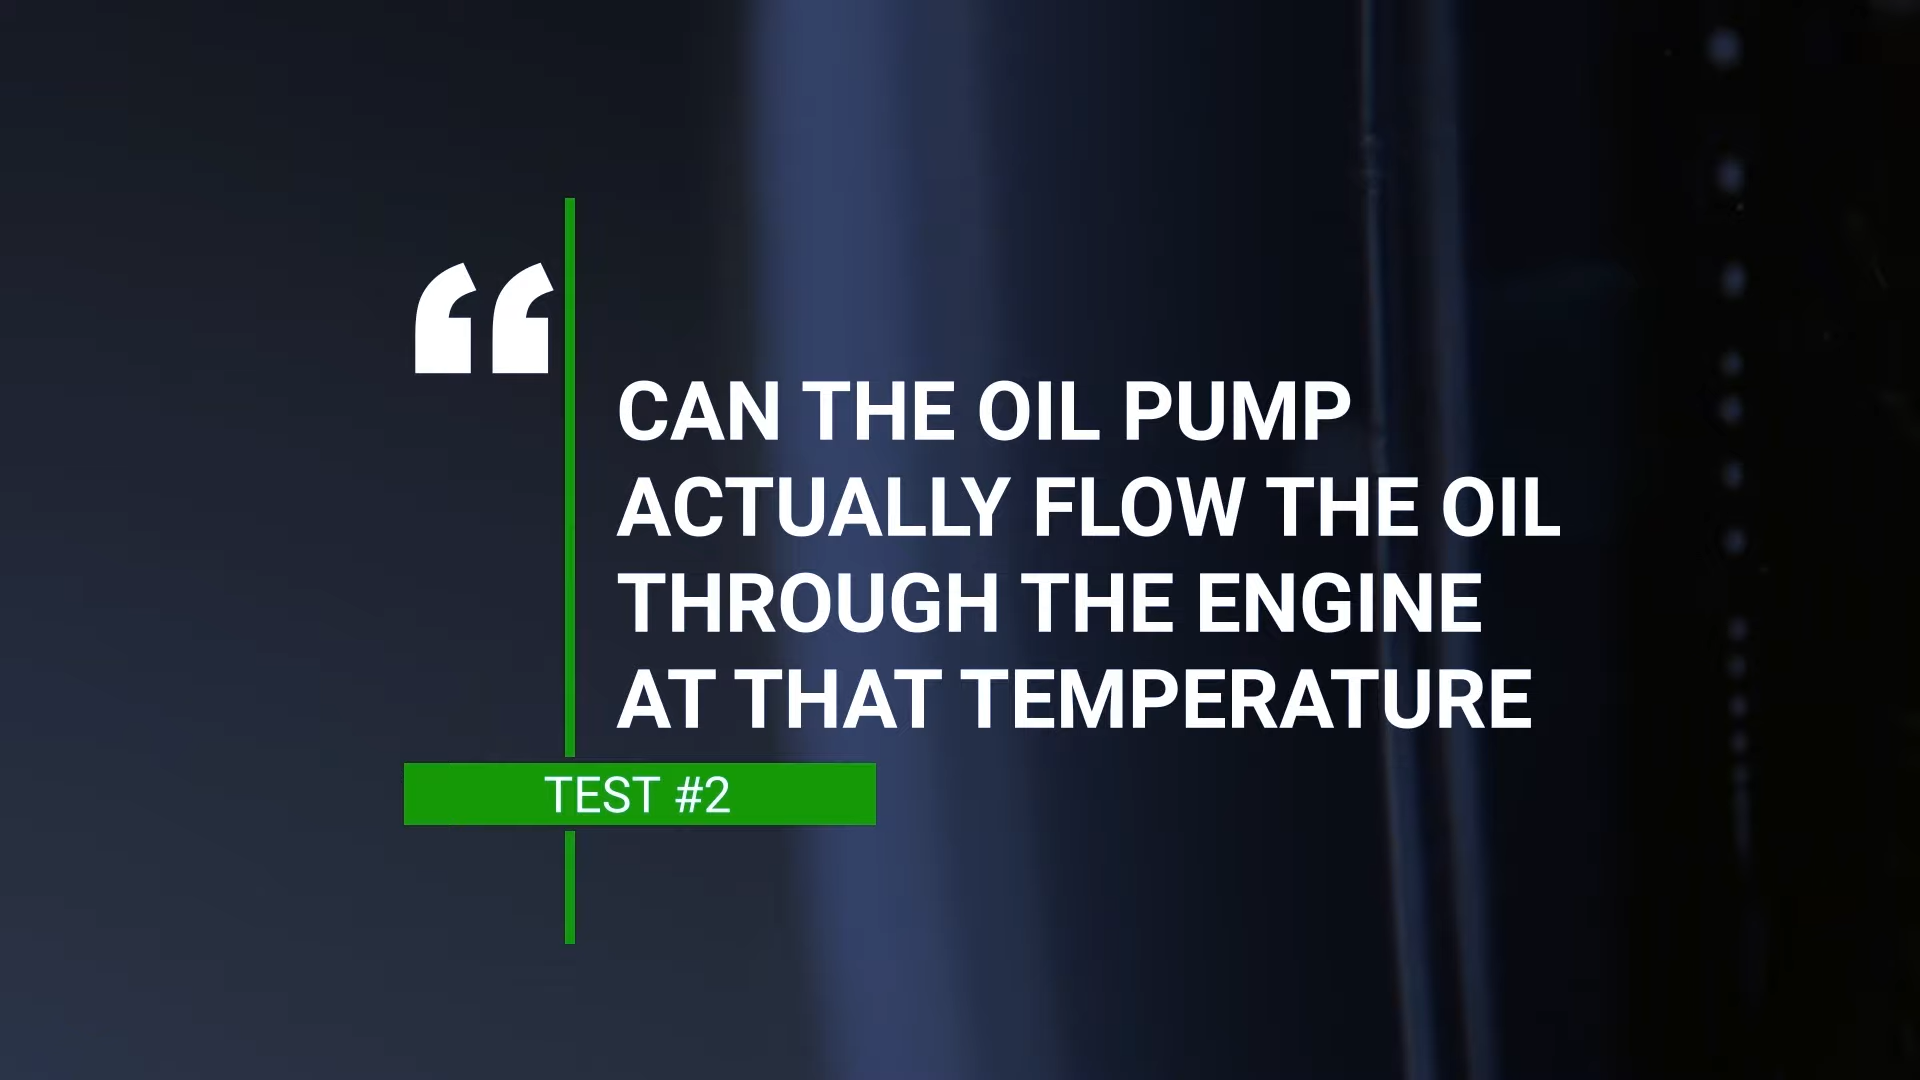 “
CAN THE OIL PUMP
ACTUALLY FLOW THE OIL
THROUGH THE ENGINE
AT THAT TEMPERATURE
TEST #2